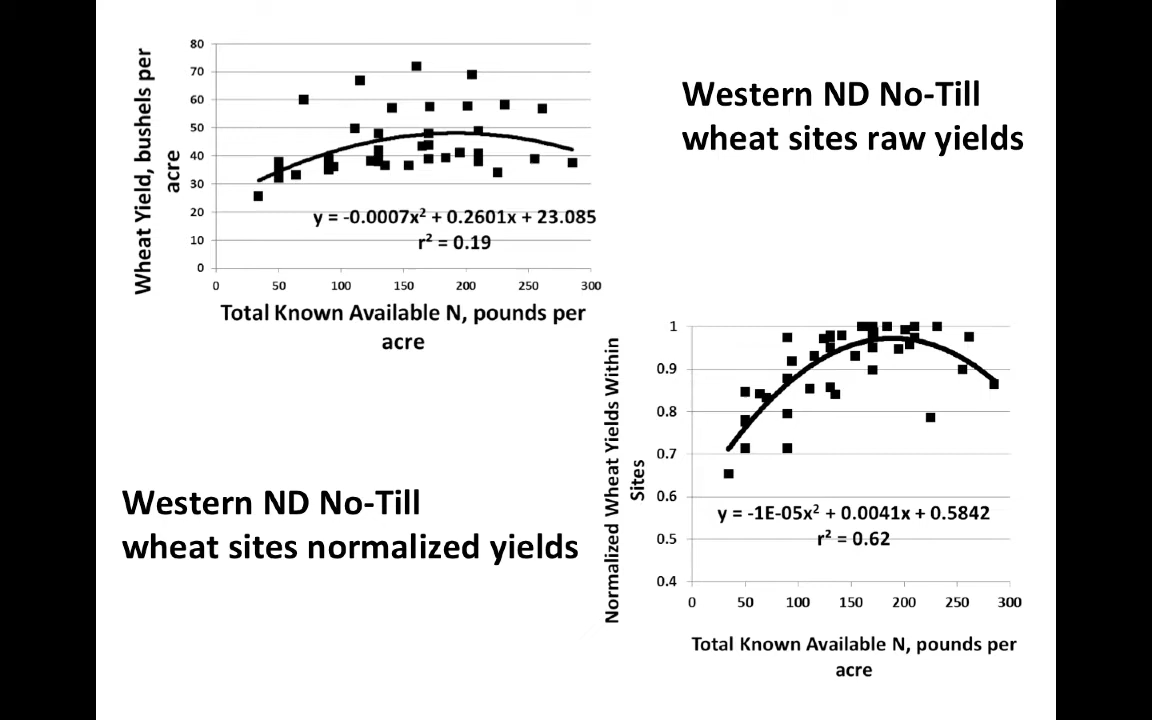 Wheat Yield, bushels per
acre
80
70
60
50
40
30
20
10
0
y = -0.0007x² + 0.2601x + 23.085
r² = 0.19
0 50 100 150 200 250 300
Total Known Available N, pounds per
acre
Western ND No-Till
wheat sites raw yields
Western ND No-Till
wheat sites normalized yields
Normalized Wheat Yields Within
Sites
1
0.9
0.8
0.7
0.6
0.5
0.4
y = -1E-05x² + 0.0041x + 0.5842
r² = 0.62
0 50 100 150 200 250 300
Total Known Available N, pounds per
acre